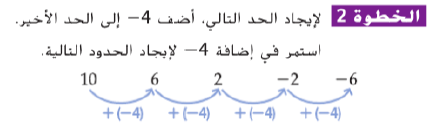 الخطوة 2 لإيجاد الحد التالي. أضف 4− إلى الحد الأخير.
استمر في إضافة 4− لإيجاد الحدود التالية.
10 6 2 −2 −6
+(−4) +(−4) +(−4) +(−4)